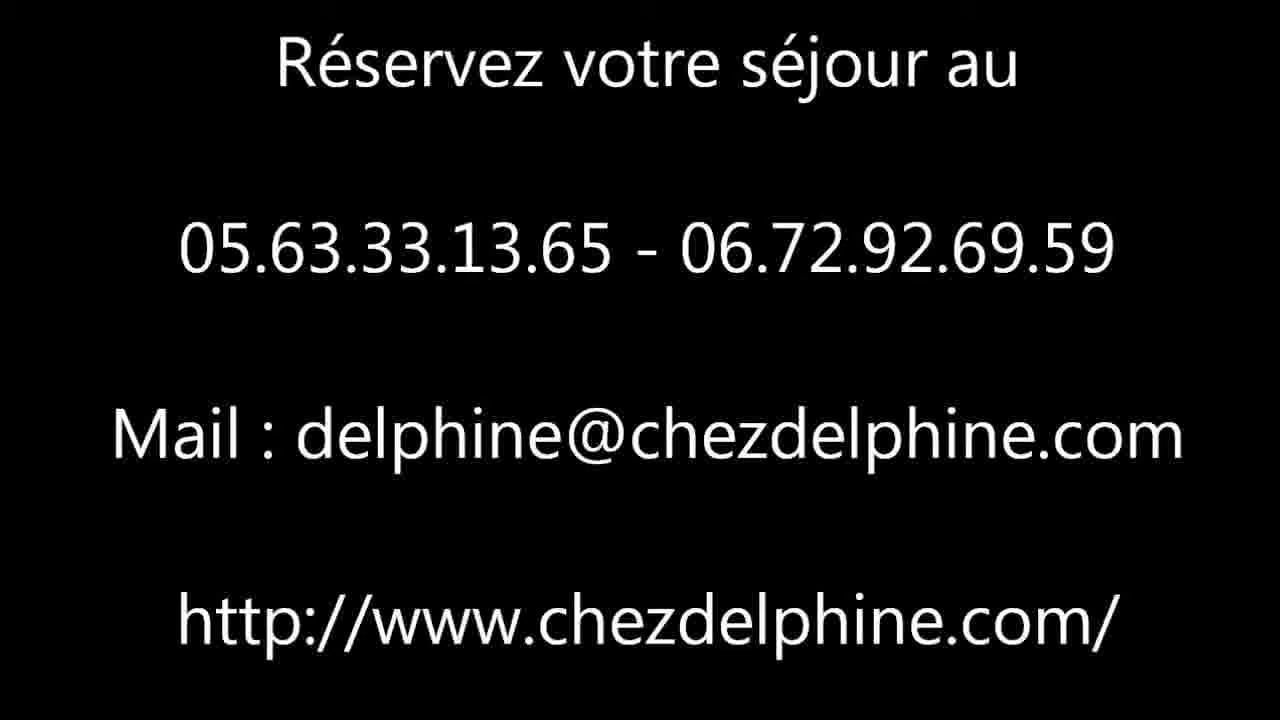 Réservez votre séjour au
05.63.33.13.65 - 06.72.92.69.59
Mail : delphine@chezdelphine.com
http://www.chezdelphine.com/